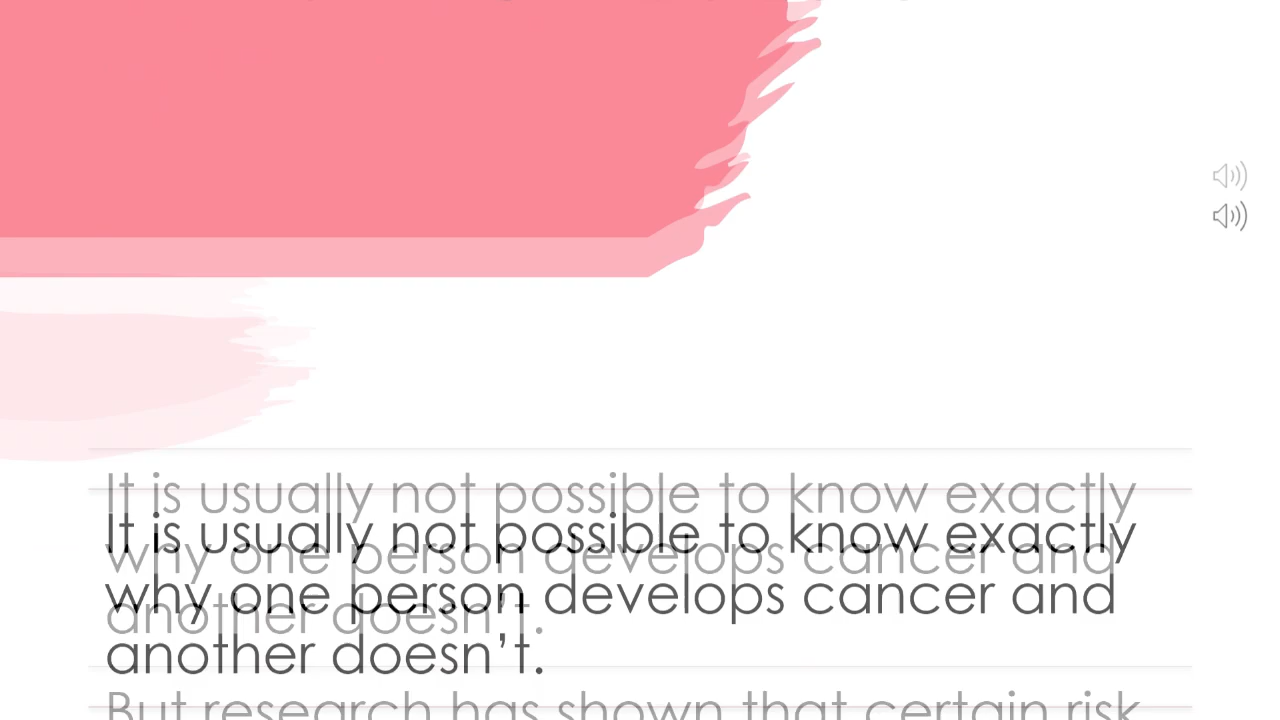 It is usually not possible to know exactly
why one person develops cancer and
another doesn’t.
But research has shown that certain risk